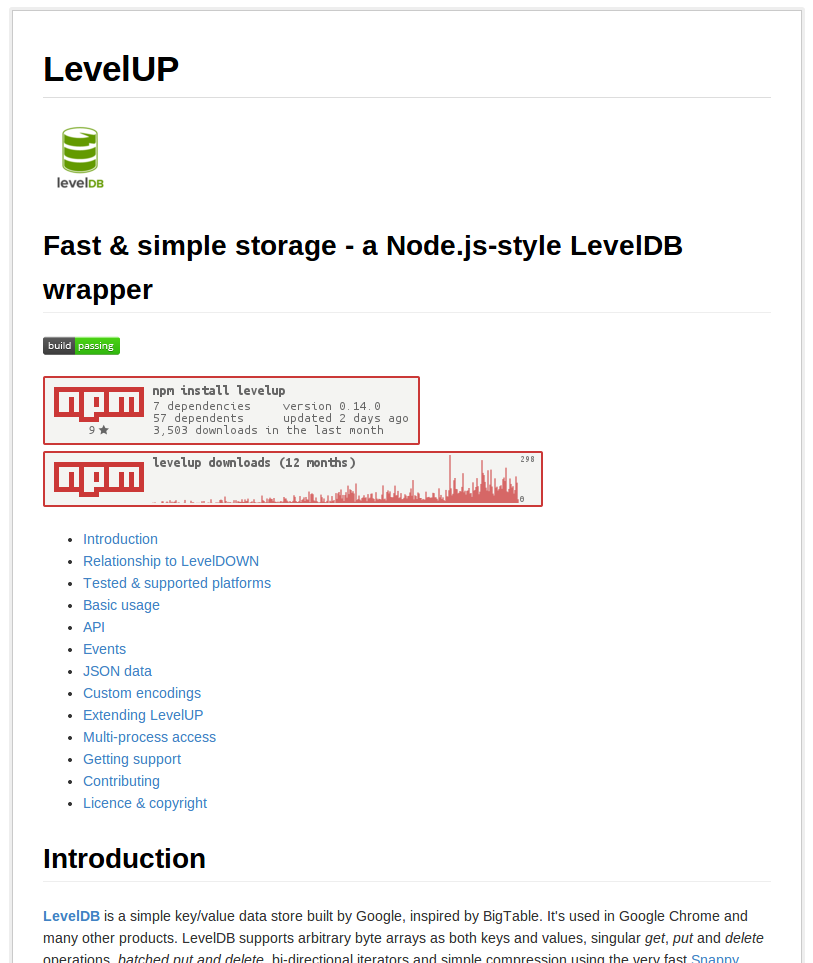 LevelUP
levelDB
Fast & simple storage - a Node.js-style LevelDB
wrapper
build passing
npm install levelup
7 dependencies version 0.14.0
57 dependents updated 2 days ago
9 ★ 3,503 downloads in the last month
levelup downloads (12 months)
298
0
Introduction
Relationship to LevelDOWN
Tested & supported platforms
Basic usage
API
Events
JSON data
Custom encodings
Extending LevelUP
Multi-process access
Getting support
Contributing
Licence & copyright
Introduction
LevelDB is a simple key/value data store built by Google, inspired by BigTable. It's used in Google Chrome and
many other products. LevelDB supports arbitrary byte arrays as both keys and values, singular get, put and delete
operations, batched put and delete, bi-directional iterators and simple compression using the very fast Snappy